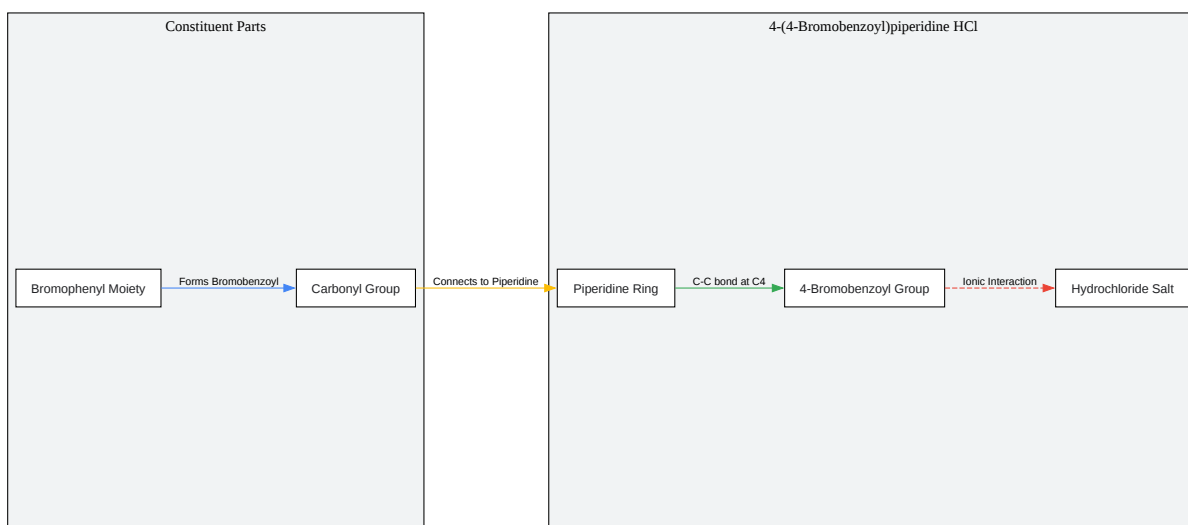 Constituent Parts
4-(4-Bromobenzoyl)piperidine HCl
Bromophenyl Moiety
Forms Bromobenzoyl
Carbonyl Group
Connects to Piperidine
Piperidine Ring
C-C bond at C4
4-Bromobenzoyl Group
Ionic Interaction
Hydrochloride Salt